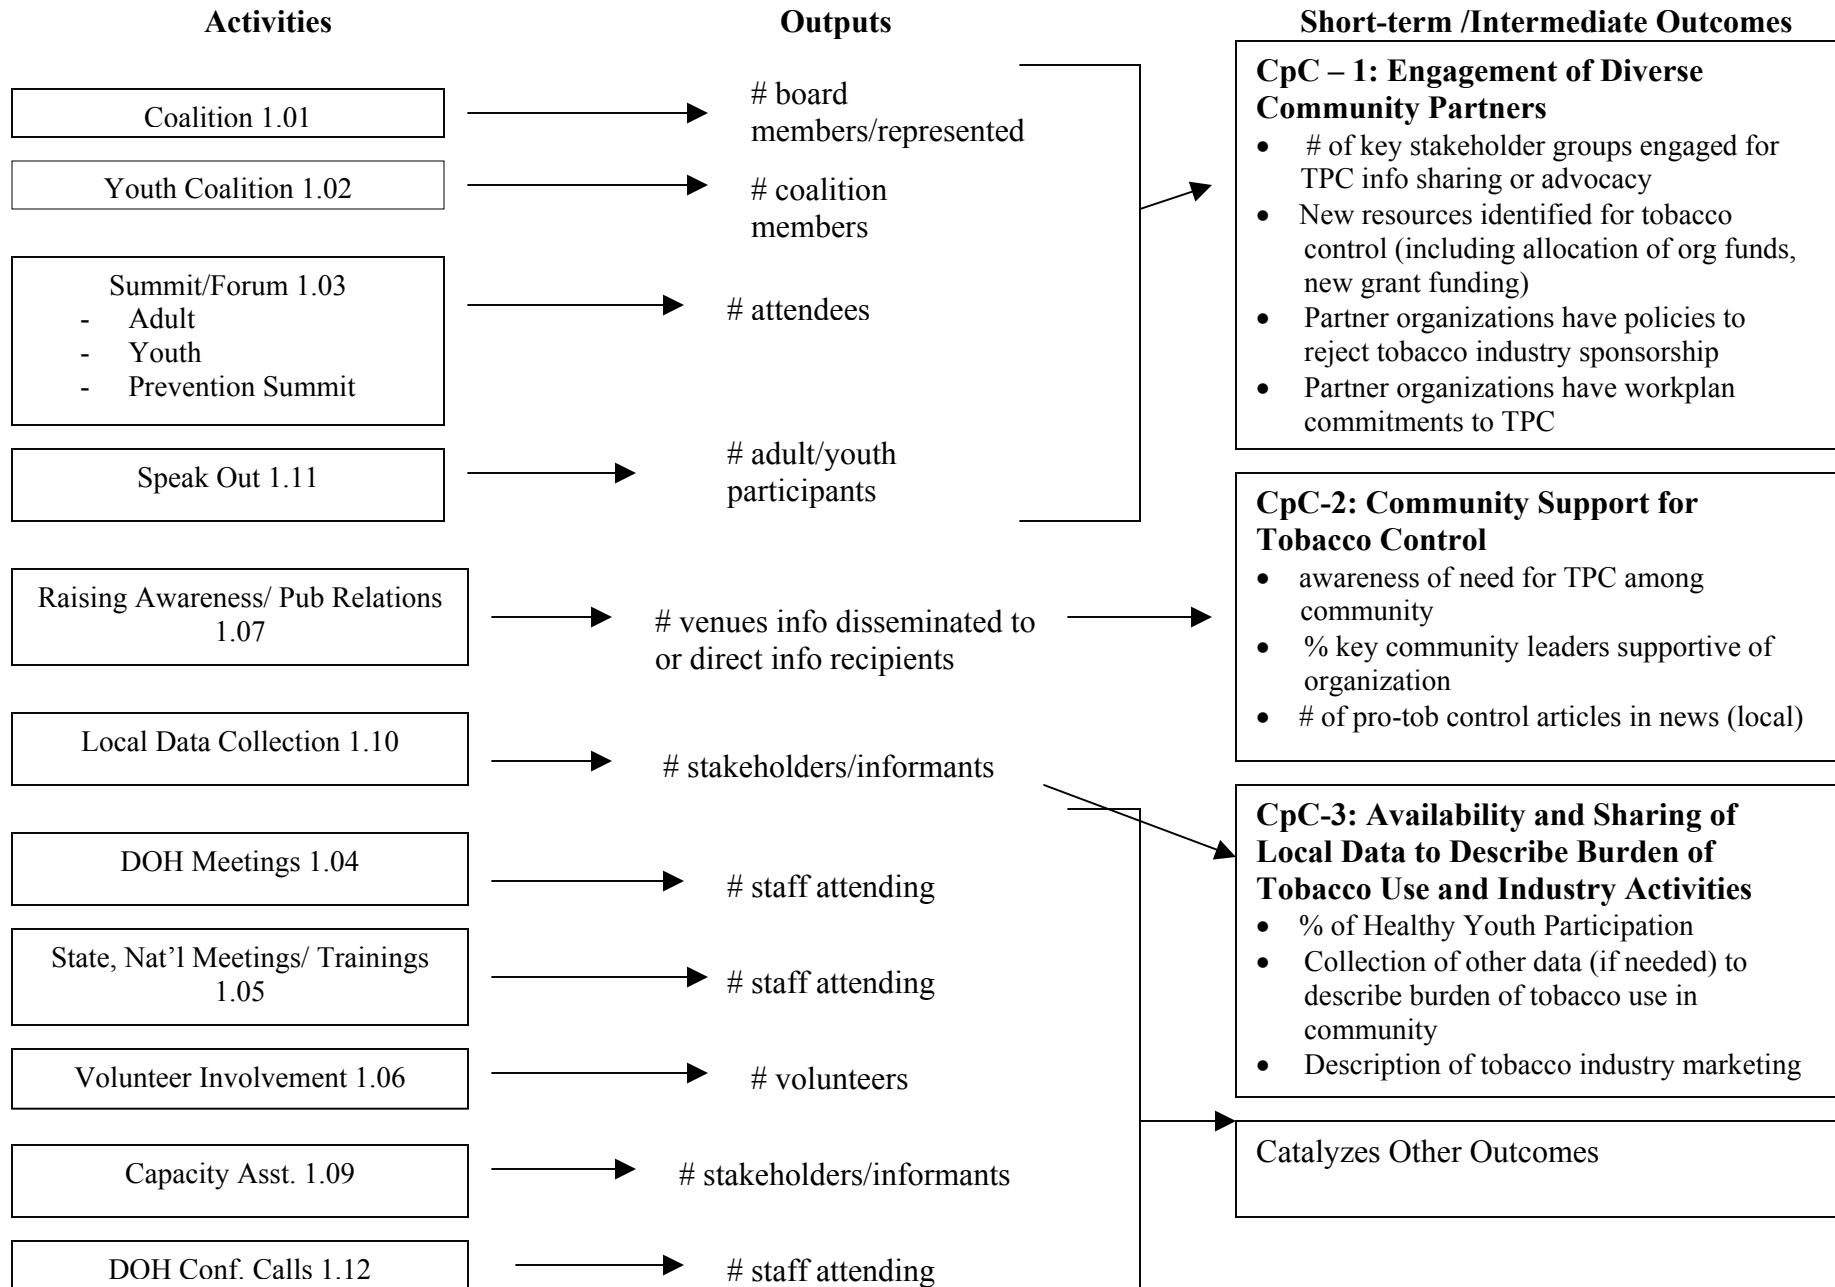 Activities
Outputs
Short-term /Intermediate Outcomes
Coalition 1.01
Youth Coalition 1.02
Summit/Forum 1.03
- Adult
- Youth
- Prevention Summit
Speak Out 1.11
Raising Awareness/ Pub Relations
1.07
Local Data Collection 1.10
DOH Meetings 1.04
State, Nat’l Meetings/ Trainings
1.05
Volunteer Involvement 1.06
Capacity Asst. 1.09
DOH Conf. Calls 1.12
# board
members/represented
# coalition
members
# attendees
# adult/youth
participants
# venues info disseminated to
or direct info recipients
# stakeholders/informants
# staff attending
# staff attending
# volunteers
# stakeholders/informants
# staff attending
CpC – 1: Engagement of Diverse
Community Partners
• # of key stakeholder groups engaged for
TPC info sharing or advocacy
• New resources identified for tobacco
control (including allocation of org funds,
new grant funding)
• Partner organizations have policies to
reject tobacco industry sponsorship
• Partner organizations have workplan
commitments to TPC
CpC-2: Community Support for
Tobacco Control
• awareness of need for TPC among
community
• % key community leaders supportive of
organization
• # of pro-tob control articles in news (local)
CpC-3: Availability and Sharing of
Local Data to Describe Burden of
Tobacco Use and Industry Activities
• % of Healthy Youth Participation
• Collection of other data (if needed) to
describe burden of tobacco use in
community
• Description of tobacco industry marketing
Catalyzes Other Outcomes